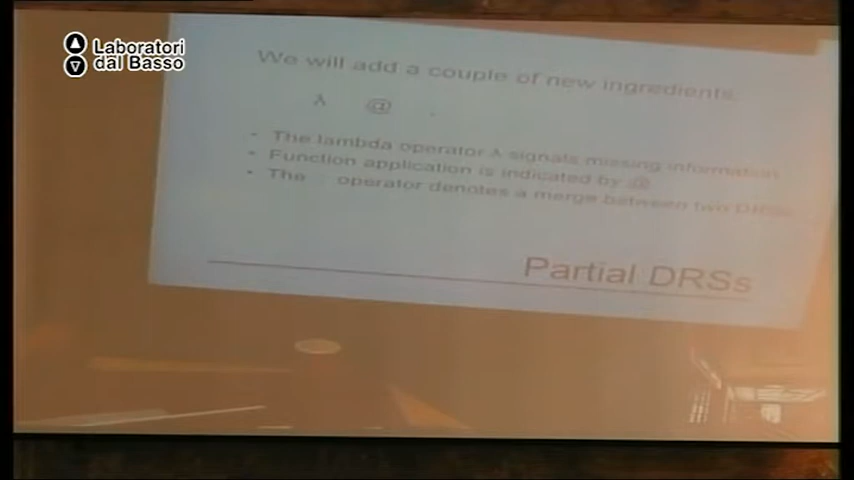 Laboratori
dal Basso
We will add a couple of new ingredients:
λ @
• The lambda operator λ signals missing information
• Function application is indicated by @
• The operator denotes a merge between two DRSs
Partial DRSs